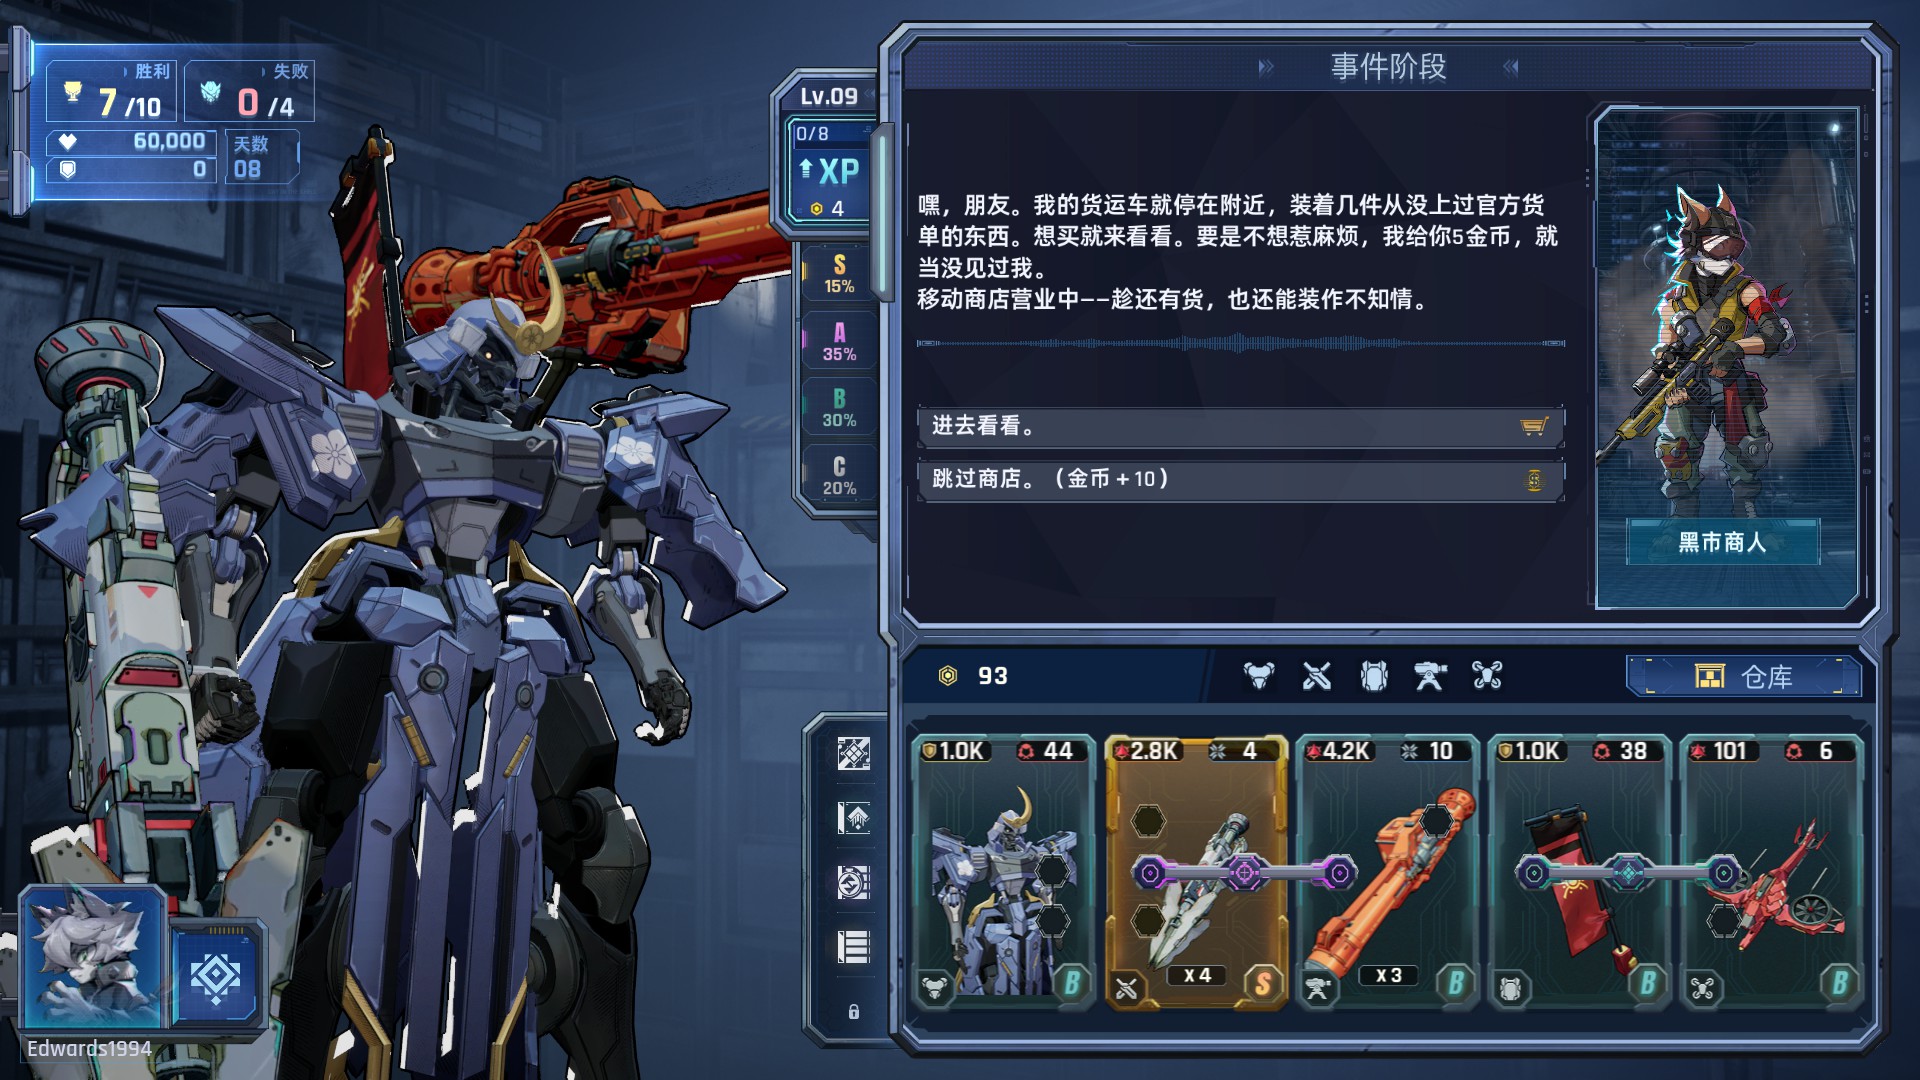 胜利
7/10
失败
0/4
60,000
0
天数
08
Lv.09
0/8
XP
4
S
15%
A
35%
B
30%
C
20%
事件阶段
嘿，朋友。我的货运车就停在附近，装着几件从没上过官方货
单的东西。想买就来看看。要是不想惹麻烦，我给你5金币，就
当没见过我。
移动商店营业中——趁还有货，也还能装作不知情。
进去看看。
跳过商店。（金币+10）
黑市商人
93
仓库
1.0K 44
B
2.8K 4
x4
S
4.2K 10
x3
B
1.0K 38
B
101 6
B
Edwards1994